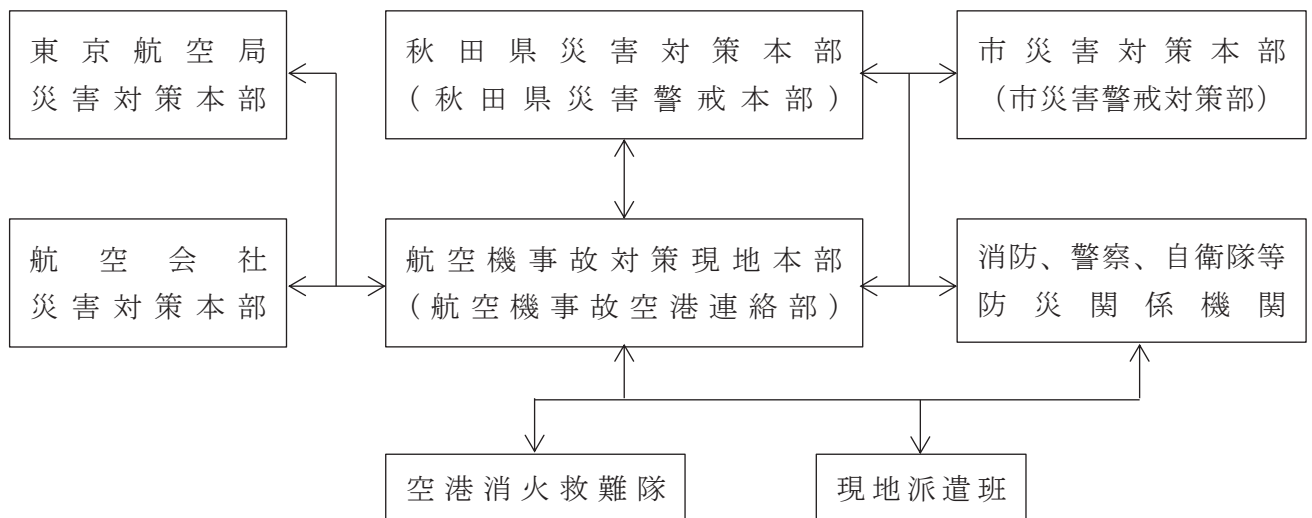 東京航空局
災害対策本部
秋田県災害対策本部
(秋田県災害警戒本部)
市災害対策本部
(市災害警戒対策部)
航空会社
災害対策本部
航空機事故対策現地本部
(航空機事故空港連絡部)
消防、警察、自衛隊等
防災関係機関
空港消火救難隊
現地派遣班